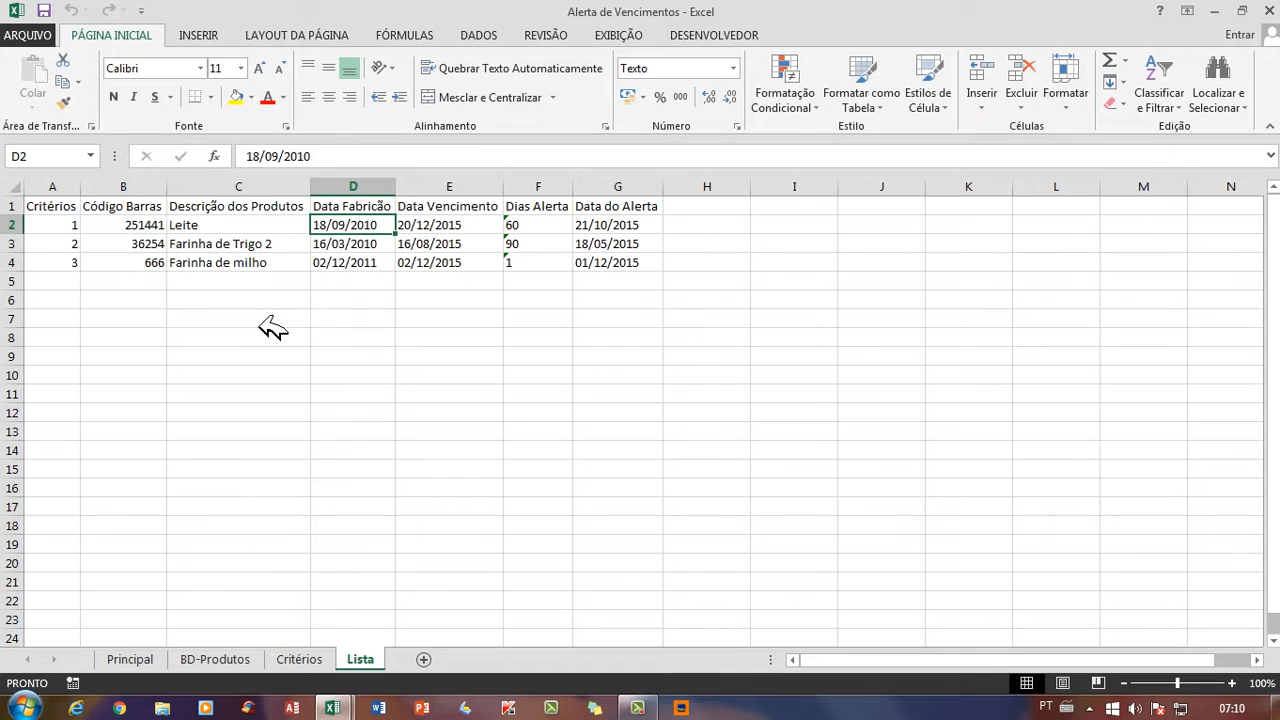 Alerta de Vencimentos - Excel
ARQUIVO PÁGINA INICIAL INSERIR LAYOUT DA PÁGINA FÓRMULAS DADOS REVISÃO EXIBIÇÃO DESENVOLVEDOR Entrar
Colar
Calibri 11
Quebrar Texto Automaticamente
Texto
Formatação Condicional
Formatar como Tabela
Estilos de Célula
Inserir Excluir Formatar
Classificar e Filtrar
Localizar e Selecionar
N I S
Mesclar e Centralizar
% 000
Área de Transf... Fonte Alinhamento Número Estilo Células Edição
D2 fx 18/09/2010
A B C D E F G H I J K L M N
1 Critérios Código Barras Descrição dos Produtos Data Fabricão Data Vencimento Dias Alerta Data do Alerta
2 1 251441 Leite 18/09/2010 20/12/2015 60 21/10/2015
3 2 36254 Farinha de Trigo 2 16/03/2010 16/08/2015 90 18/05/2015
4 3 666 Farinha de milho 02/12/2011 02/12/2015 1 01/12/2015
5
6
7
8
9
10
11
12
13
14
15
16
17
18
19
20
21
22
23
24
Principal BD-Produtos Critérios Lista
PRONTO 100%
PT 07:10